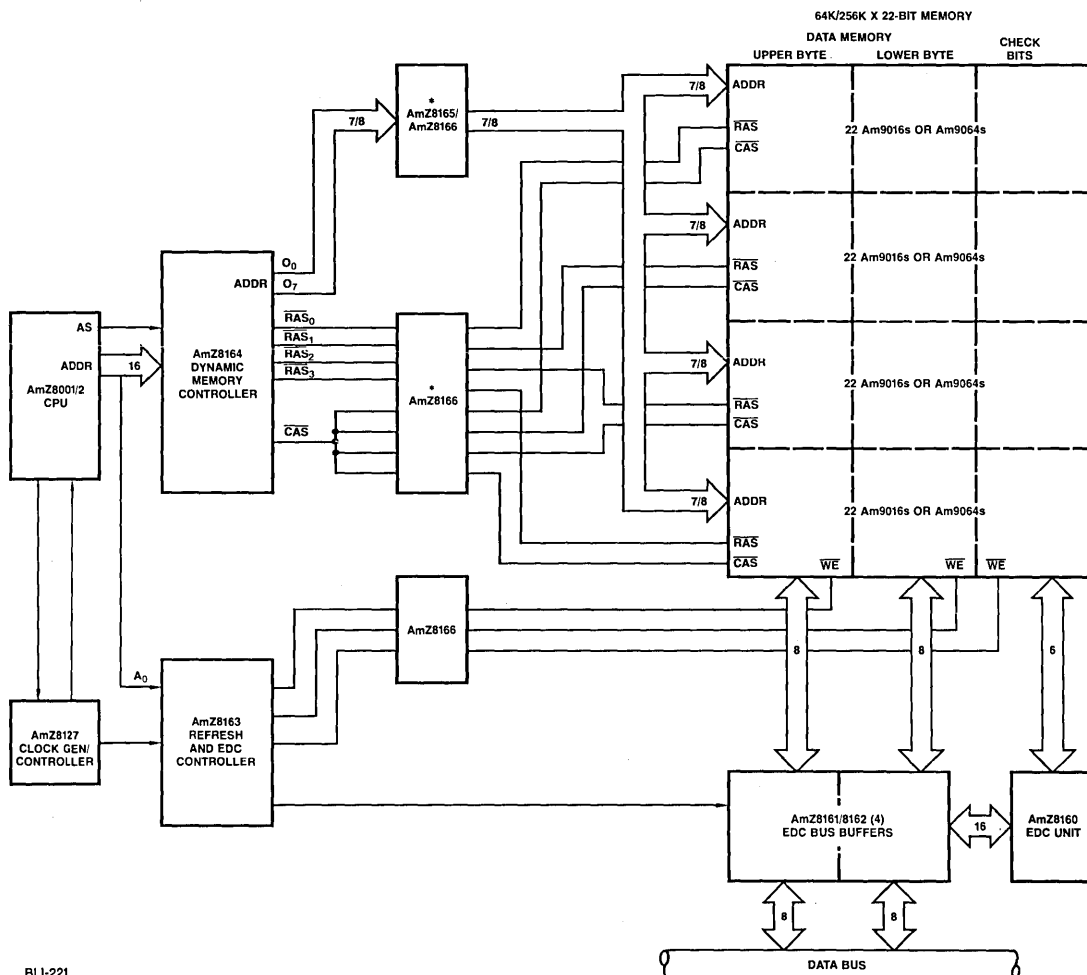 64K/256K X 22-BIT MEMORY
DATA MEMORY
UPPER BYTE
LOWER BYTE
CHECK
BITS
ADDR
RAS
CAS
22 Am9016s OR Am9064s
7/8
ADDR
RAS
CAS
22 Am9016s OR Am9064s
7/8
ADDR
RAS
CAS
22 Am9016s OR Am9064s
7/8
ADDR
RAS
CAS
22 Am9016s OR Am9064s
7/8
WE
WE
WE
*
AmZ8165/
AmZ8166
7/8
7/8
O0
ADDR
O7
RAS0
RAS1
RAS2
RAS3
CAS
AmZ8164
DYNAMIC
MEMORY
CONTROLLER
*
AmZ8166
AS
ADDR
16
AmZ8001/2
CPU
AmZ8166
A0
AmZ8163
REFRESH
AND EDC
CONTROLLER
AmZ8127
CLOCK GEN/
CONTROLLER
8
8
6
AmZ8161/8162 (4)
EDC BUS BUFFERS
16
AmZ8160
EDC UNIT
8
8
DATA BUS
BLI-221